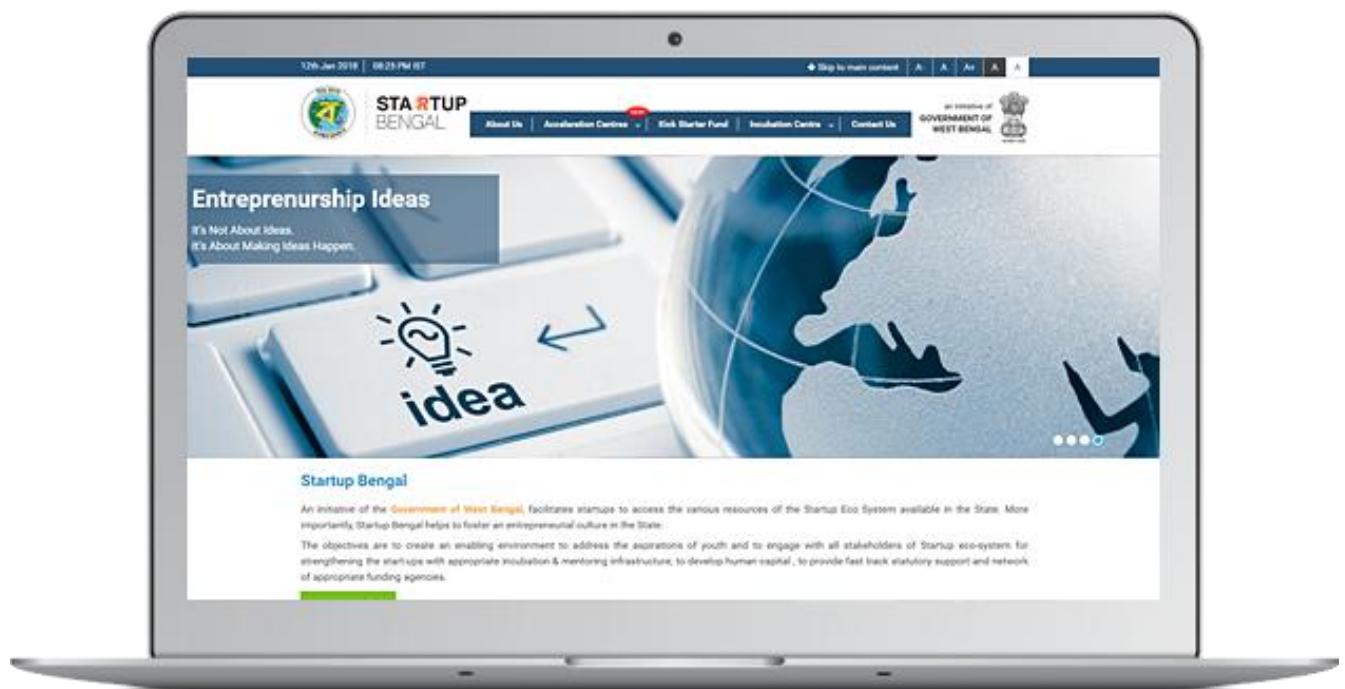 12th Jan 2018 | 08:25 PM IST
Skip to main content | A- | A | A+ | A | A
STARTUP
BENGAL
NEW
About Us | Acceleration Centres | Kick Starter Fund | Incubation Centre | Contact Us
an initiative of
GOVERNMENT OF
WEST BENGAL
Entreprenurship Ideas
It's Not About Ideas.
It's About Making Ideas Happen.
idea
Startup Bengal
An initiative of the Government of West Bengal, facilitates startups to access the various resources of the Startup Eco System available in the State. More
importantly, Startup Bengal helps to foster an entrepreneurial culture in the State.
The objectives are to create an enabling environment to address the aspirations of youth and to engage with all stakeholders of Startup eco-system for
strengthening the start-ups with appropriate incubation & mentoring infrastructure, to develop human capital , to provide fast track statutory support and network
of appropriate funding agencies.